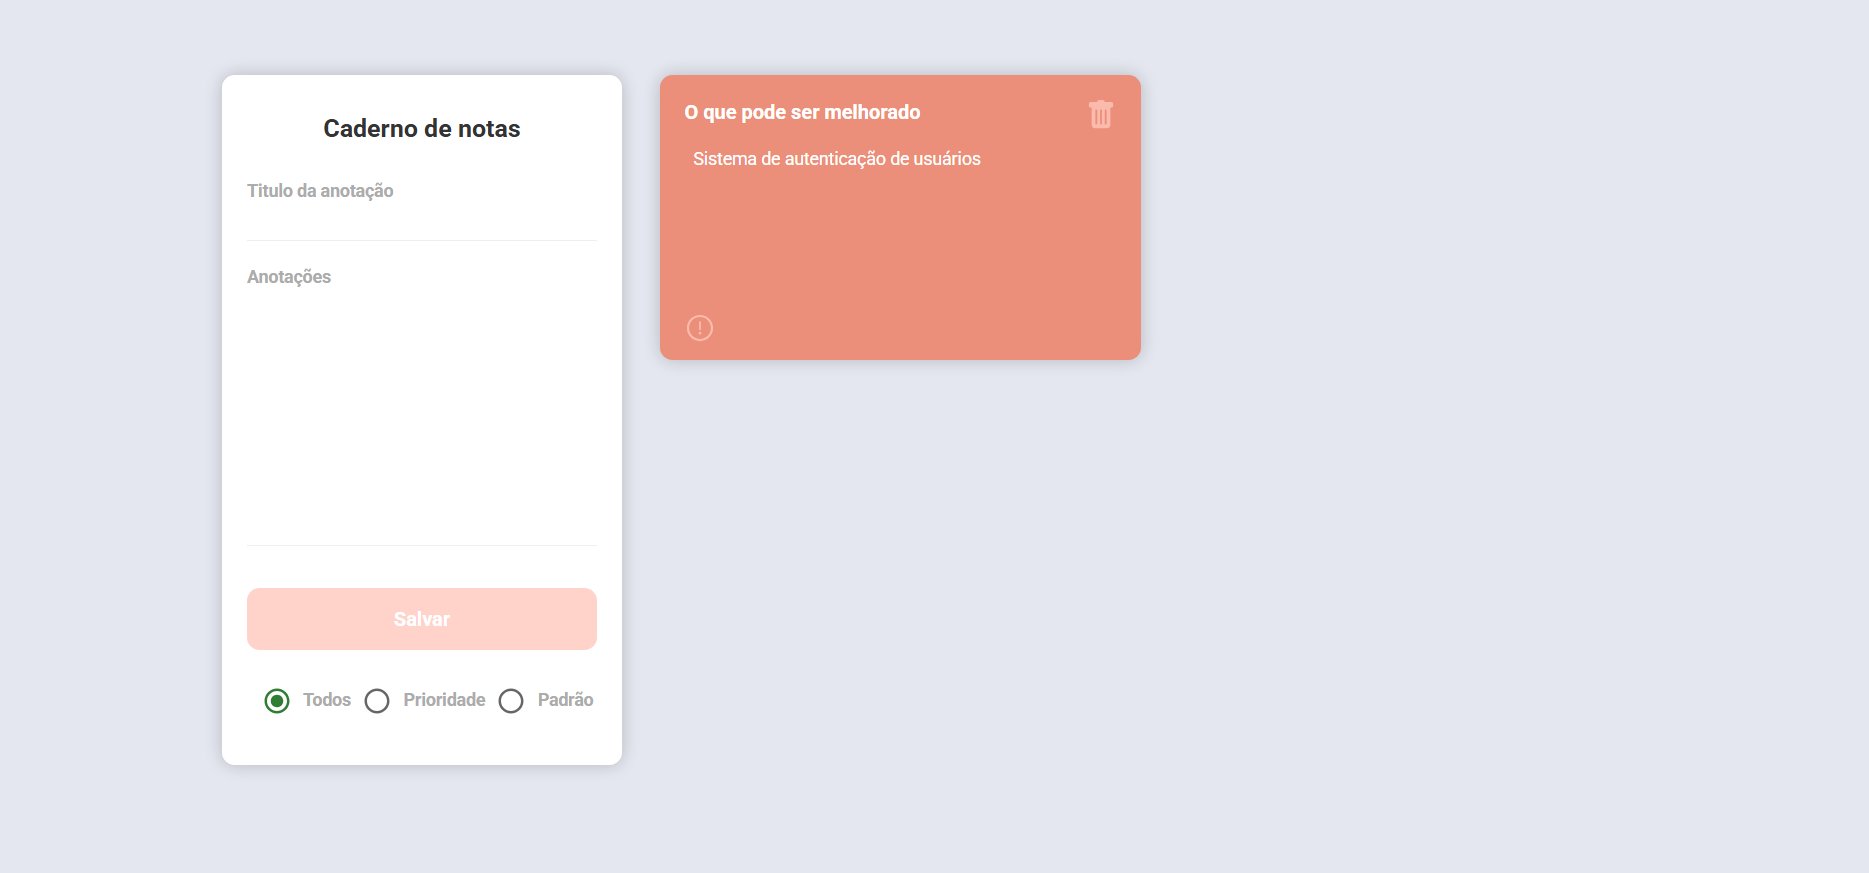 Caderno de notas
Titulo da anotação
Anotações
Salvar
Todos Prioridade Padrão
O que pode ser melhorado
Sistema de autenticação de usuários